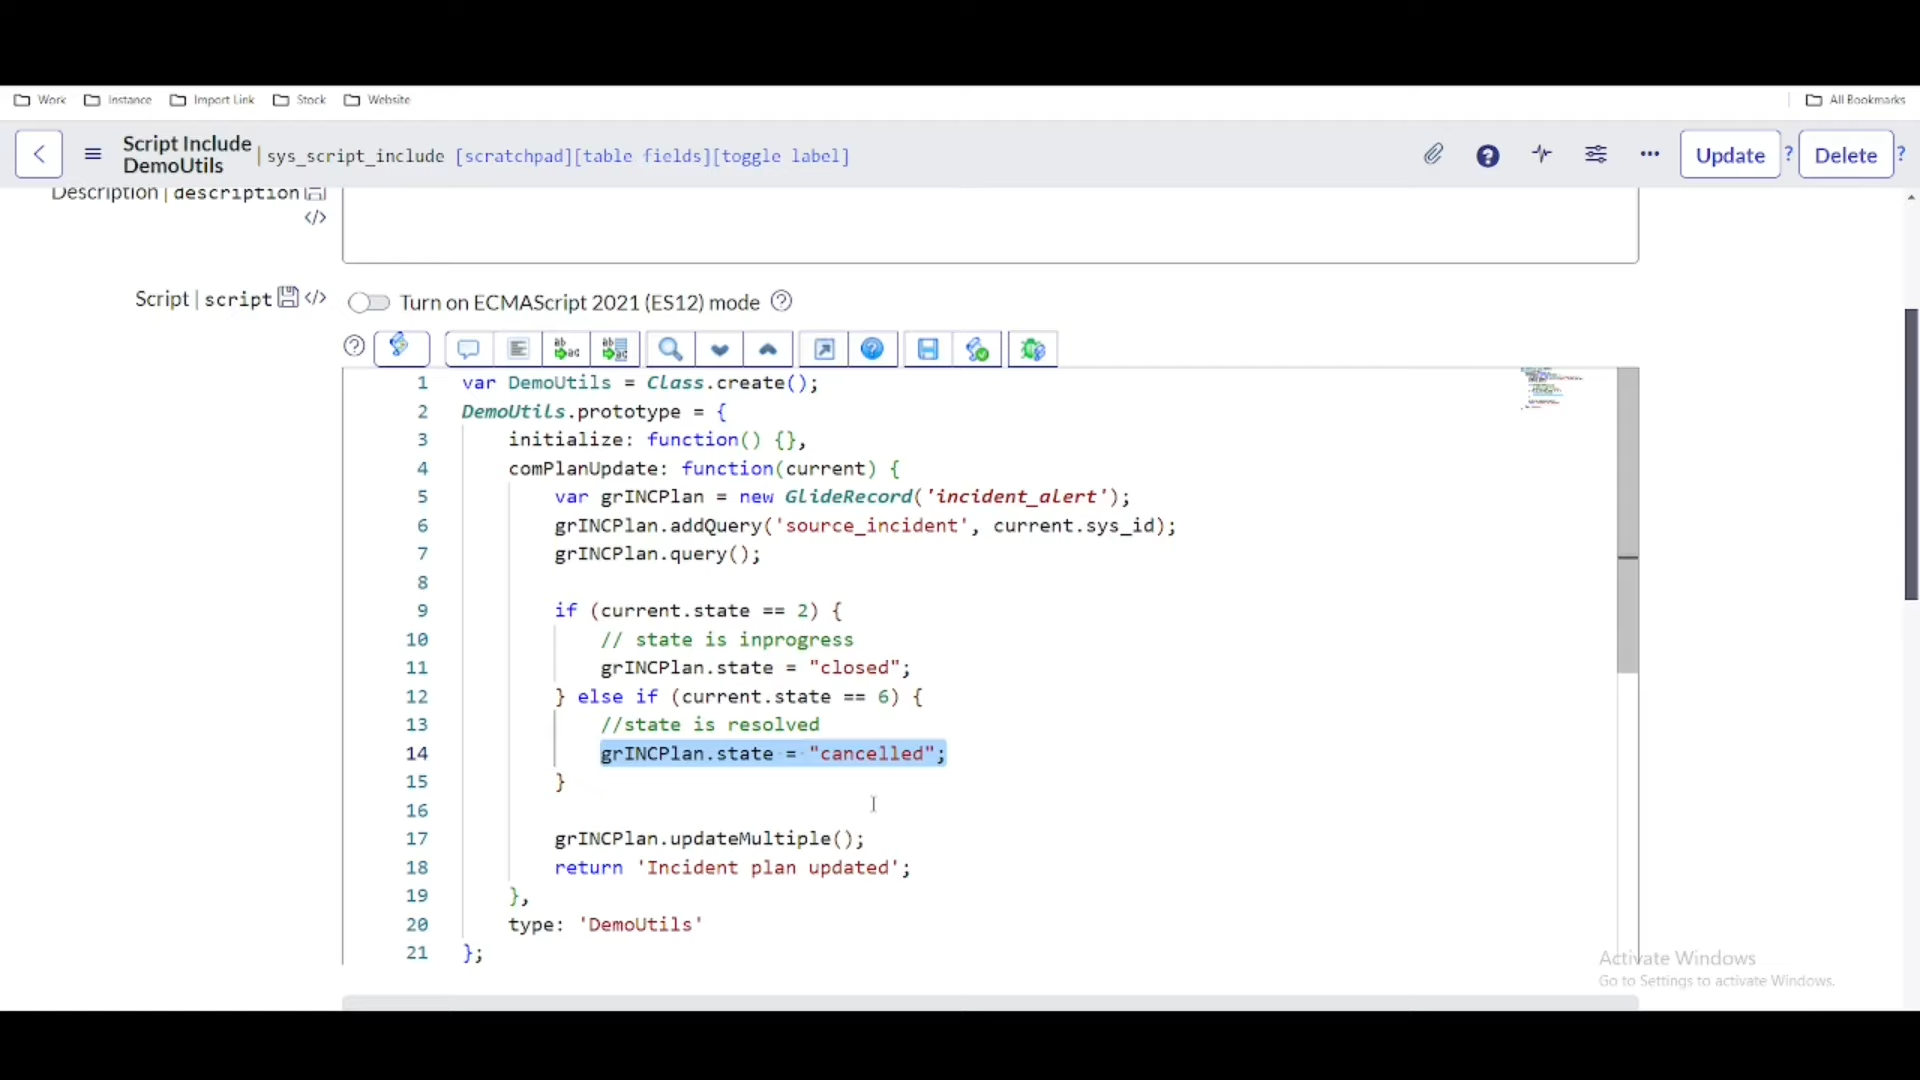 Work Instance Import Link Stock Website All Bookmarks
Script Include
DemoUtils | sys_script_include [scratchpad][table fields][toggle label] ... Update ? Delete ?
Description | description
</>
Script | script </> Turn on ECMAScript 2021 (ES12) mode
1 var DemoUtils = Class.create();
2 DemoUtils.prototype = {
3 initialize: function() {},
4 comPlanUpdate: function(current) {
5 var grINCPlan = new GlideRecord('incident_alert');
6 grINCPlan.addQuery('source_incident', current.sys_id);
7 grINCPlan.query();
8
9 if (current.state == 2) {
10 // state is inprogress
11 grINCPlan.state = "closed";
12 } else if (current.state == 6) {
13 //state is resolved
14 grINCPlan.state = "cancelled";
15 }
16
17 grINCPlan.updateMultiple();
18 return 'Incident plan updated';
19 },
20 type: 'DemoUtils'
21 };
Activate Windows
Go to Settings to activate Windows.